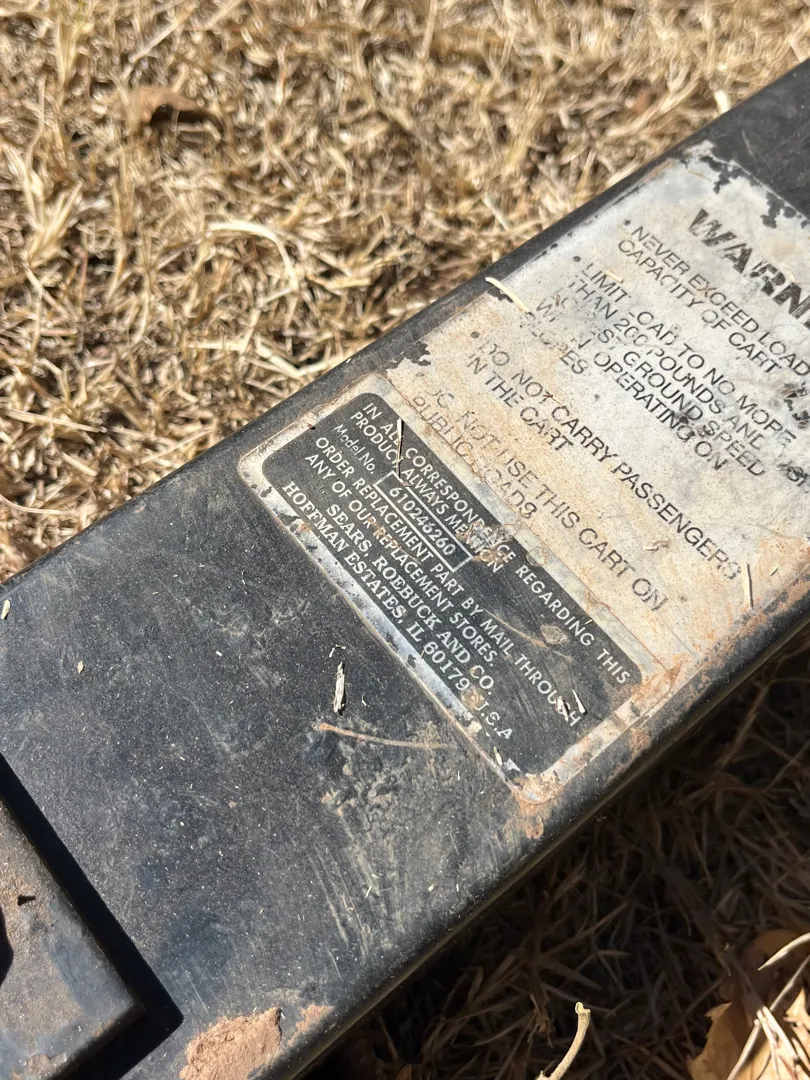 WARN
NEVER EXCEED LOAD
CAPACITY OF CART
LIMIT LOAD TO NO MORE
THAN 200 POUNDS AND
GROUND SPEED
WHEN OPERATING ON
SLOPES
DO NOT CARRY PASSENGERS
IN THE CART
DO NOT USE THIS CART ON
PUBLIC ROADS
IN ALL CORRESPONDENCE REGARDING THIS
PRODUCT ALWAYS MENTION
Model No. 610246260
ORDER REPLACEMENT PART BY MAIL THROUGH
ANY OF OUR REPLACEMENT STORES.
SEARS, ROEBUCK AND CO.
HOFFMAN ESTATES, IL 60179 U.S.A